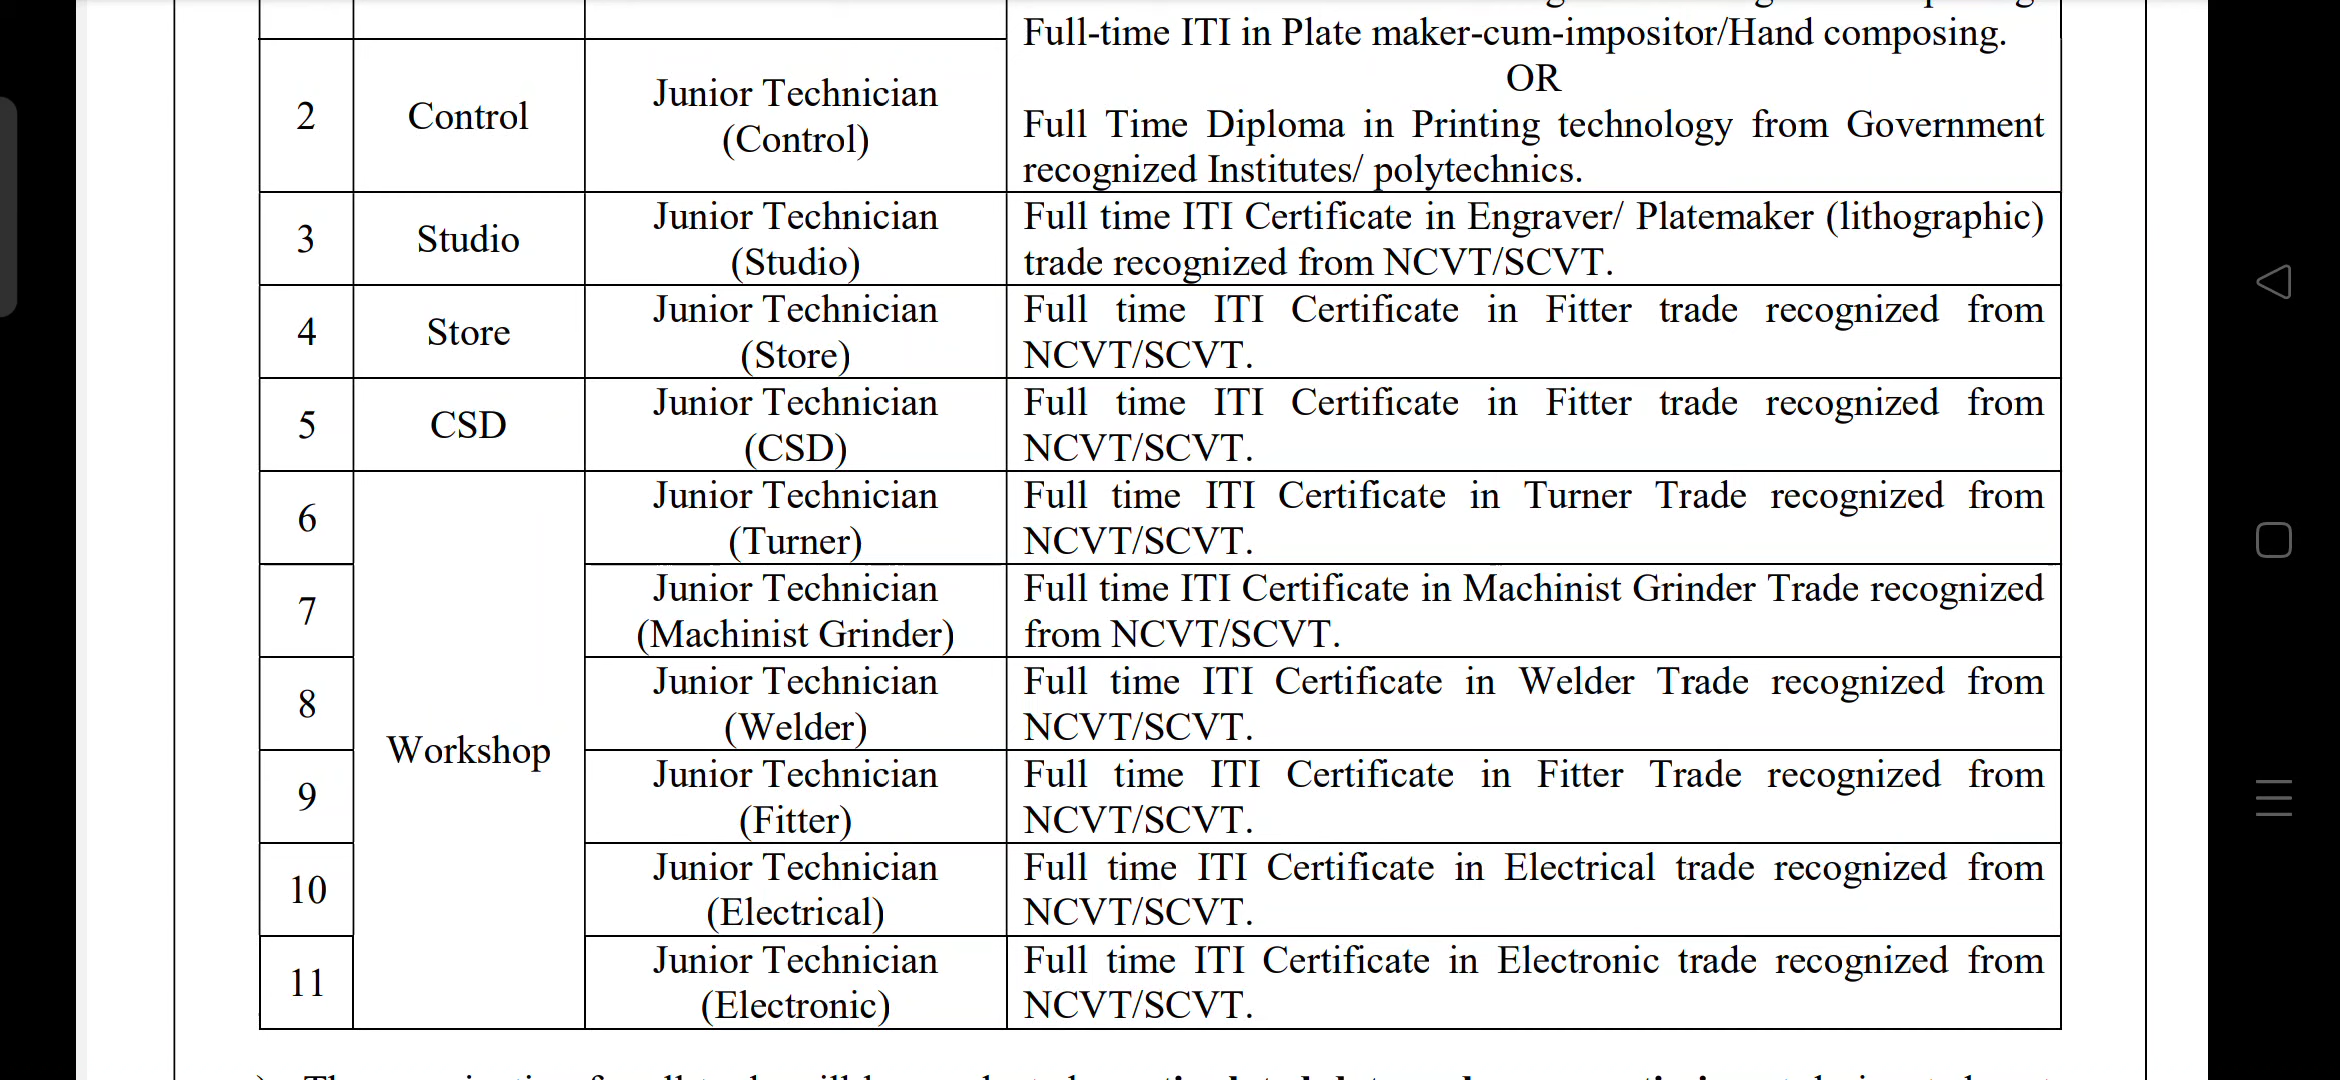 Full-time ITI in Plate maker-cum-impositor/Hand composing.
OR
2 Control Junior Technician (Control) Full Time Diploma in Printing technology from Government
recognized Institutes/ polytechnics.
3 Studio Junior Technician (Studio) Full time ITI Certificate in Engraver/ Platemaker (lithographic)
trade recognized from NCVT/SCVT.
4 Store Junior Technician (Store) Full time ITI Certificate in Fitter trade recognized from
NCVT/SCVT.
5 CSD Junior Technician (CSD) Full time ITI Certificate in Fitter trade recognized from
NCVT/SCVT.
6 Workshop Junior Technician (Turner) Full time ITI Certificate in Turner Trade recognized from
NCVT/SCVT.
7 Junior Technician (Machinist Grinder) Full time ITI Certificate in Machinist Grinder Trade recognized
from NCVT/SCVT.
8 Junior Technician (Welder) Full time ITI Certificate in Welder Trade recognized from
NCVT/SCVT.
9 Junior Technician (Fitter) Full time ITI Certificate in Fitter Trade recognized from
NCVT/SCVT.
10 Junior Technician (Electrical) Full time ITI Certificate in Electrical trade recognized from
NCVT/SCVT.
11 Junior Technician (Electronic) Full time ITI Certificate in Electronic trade recognized from
NCVT/SCVT.